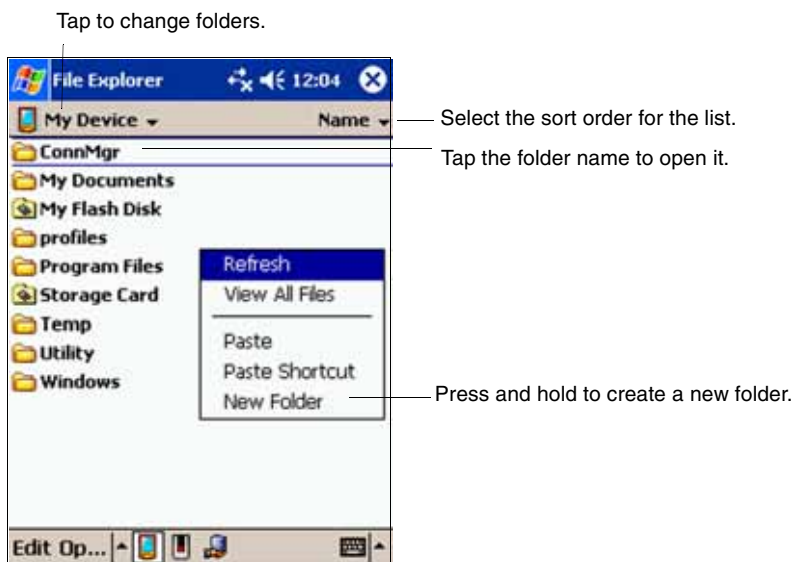 Tap to change folders.
File Explorer 12:04
My Device Name
Select the sort order for the list.
ConnMgr
Tap the folder name to open it.
My Documents
My Flash Disk
profiles
Program Files
Storage Card
Temp
Utility
Windows
Refresh
View All Files
Paste
Paste Shortcut
New Folder
Press and hold to create a new folder.
Edit Op...